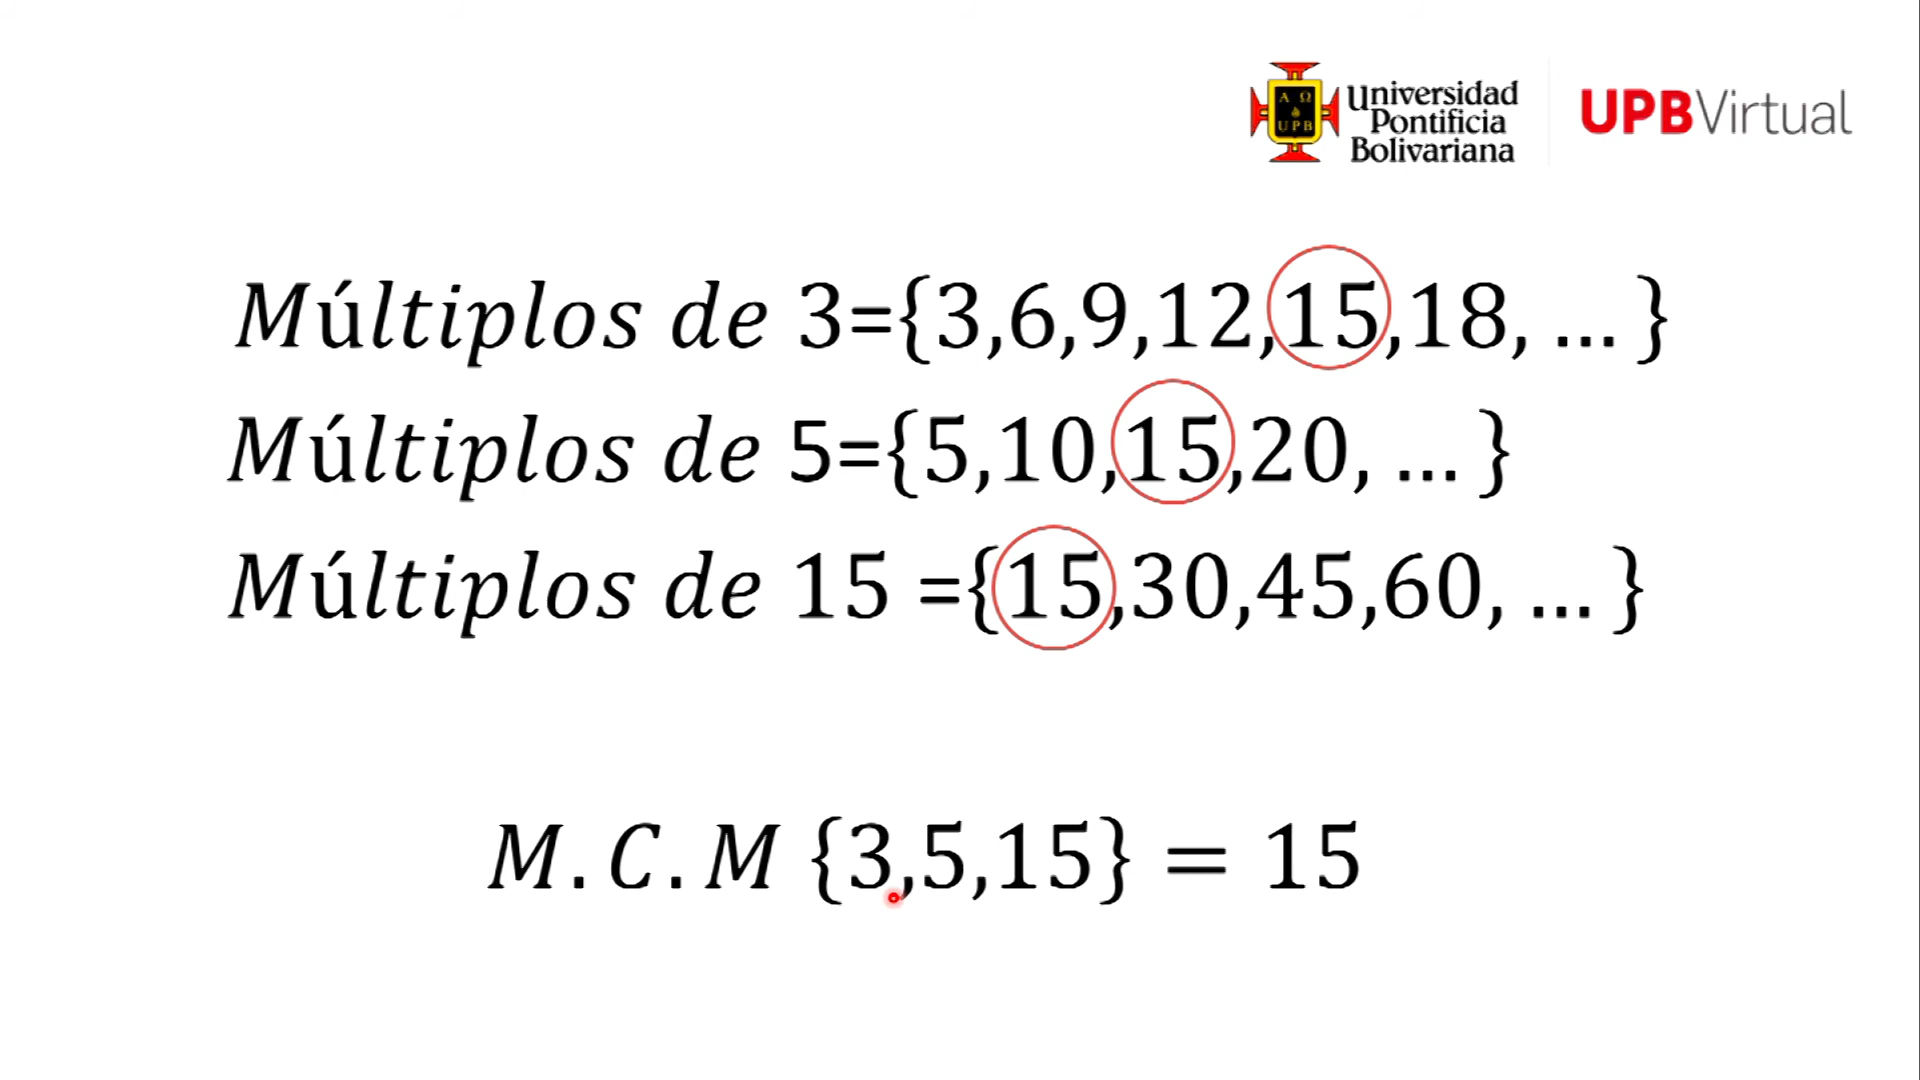 Universidad
Pontificia
Bolivariana
UPBVirtual
Α Ω
UPB
Múltiplos de 3={3,6,9,12,15,18, … }
Múltiplos de 5={5,10,15,20, … }
Múltiplos de 15 ={15,30,45,60, … }
M.C.M {3,5,15} = 15